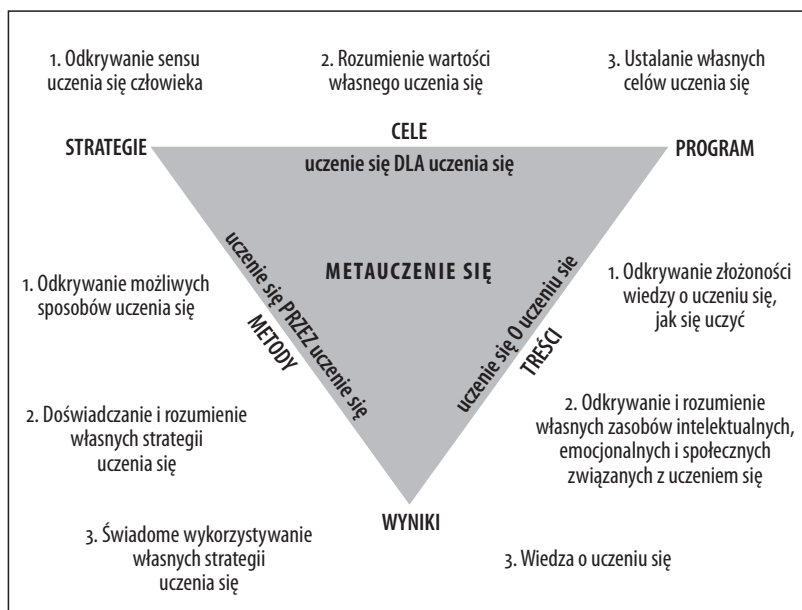 1. Odkrywanie sensu
uczenia się człowieka
2. Rozumienie wartości
własnego uczenia się
3. Ustalanie własnych
celów uczenia się
CELE
STRATEGIE
PROGRAM
uczenie się DLA uczenia się
METAUCZENIE SIĘ
uczenie się PRZEZ uczenie się
METODY
uczenie się O uczeniu sie
TREŚCI
1. Odkrywanie możliwych
sposobów uczenia się
1. Odkrywanie złożoności
wiedzy o uczeniu się,
jak się uczyć
2. Doświadczanie i rozumienie
własnych strategii
uczenia się
2. Odkrywanie i rozumienie
własnych zasobów intelektualnych,
emocjonalnych i społecznych
związanych z uczeniem się
WYNIKI
3. Świadome wykorzystywanie
własnych strategii
uczenia się
3. Wiedza o uczeniu się